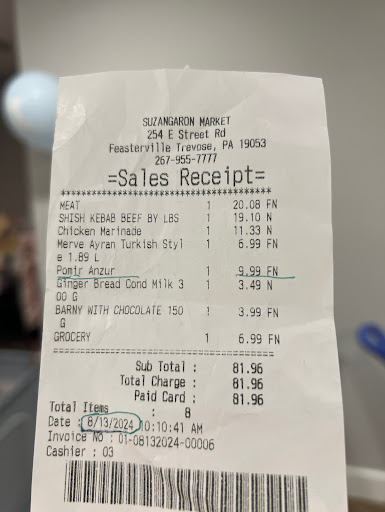 SUZANGARON MARKET
254 E Street Rd
Feasterville Trevose, PA 19053
267-955-7777
=Sales Receipt=
******************************************
MEAT 1 20.08 FN
SHISH KEBAB BEEF BY LBS 1 19.10 N
Chicken Marinade 1 11.33 N
Merve Ayran Turkish Styl 1 6.99 FN
e 1.89 L
Pomir Anzur 1 9.99 FN
Ginger Bread Cond Milk 3 1 3.49 N
00 G
BARNY WITH CHOCOLATE 150 1 3.99 FN
G
GROCERY 1 6.99 FN
------------------------------------------
Sub Total : 81.96
Total Charge : 81.96
Paid Card : 81.96
Total Items : 8
Date : 8/13/2024 10:10:41 AM
Invoice No : 01-08132024-00006
Cashier : 03